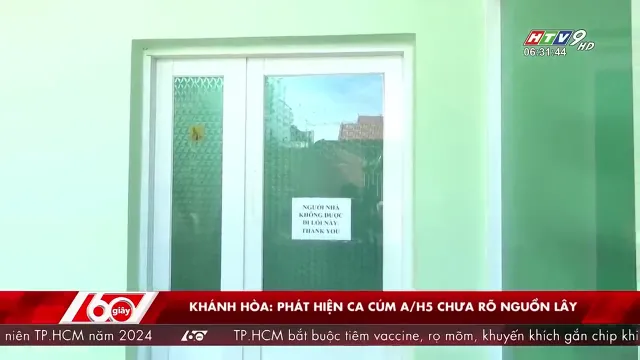 HTV9 HD
06:31:44
NGƯỜI NHÀ
KHÔNG ĐƯỢC
ĐI LỐI NÀY
THANK YOU
60 giây
KHÁNH HÒA: PHÁT HIỆN CA CÚM A/H5 CHƯA RÕ NGUỒN LÂY
niên TP.HCM năm 2024 60s TP.HCM bắt buộc tiêm vaccine, rọ mõm, khuyến khích gắn chip khi